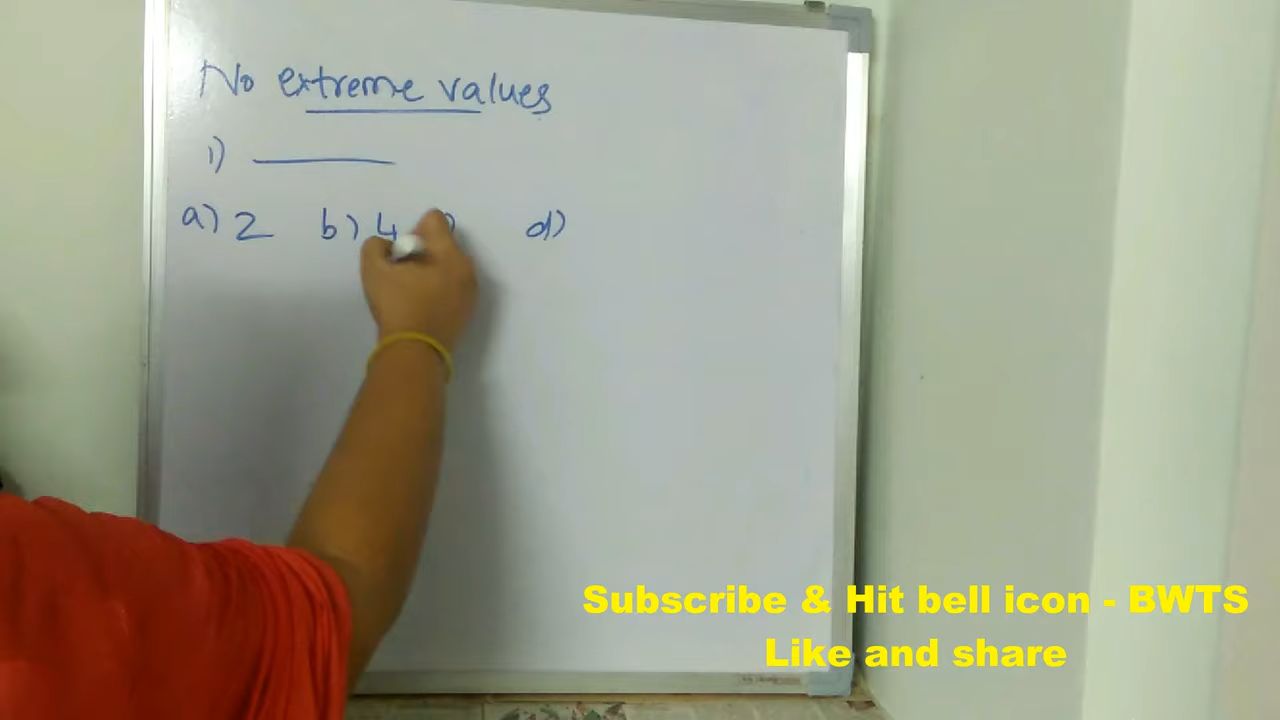 No extreme values
1)
a) 2 b) 4 d)
Subscribe & Hit bell icon - BWTS
Like and share